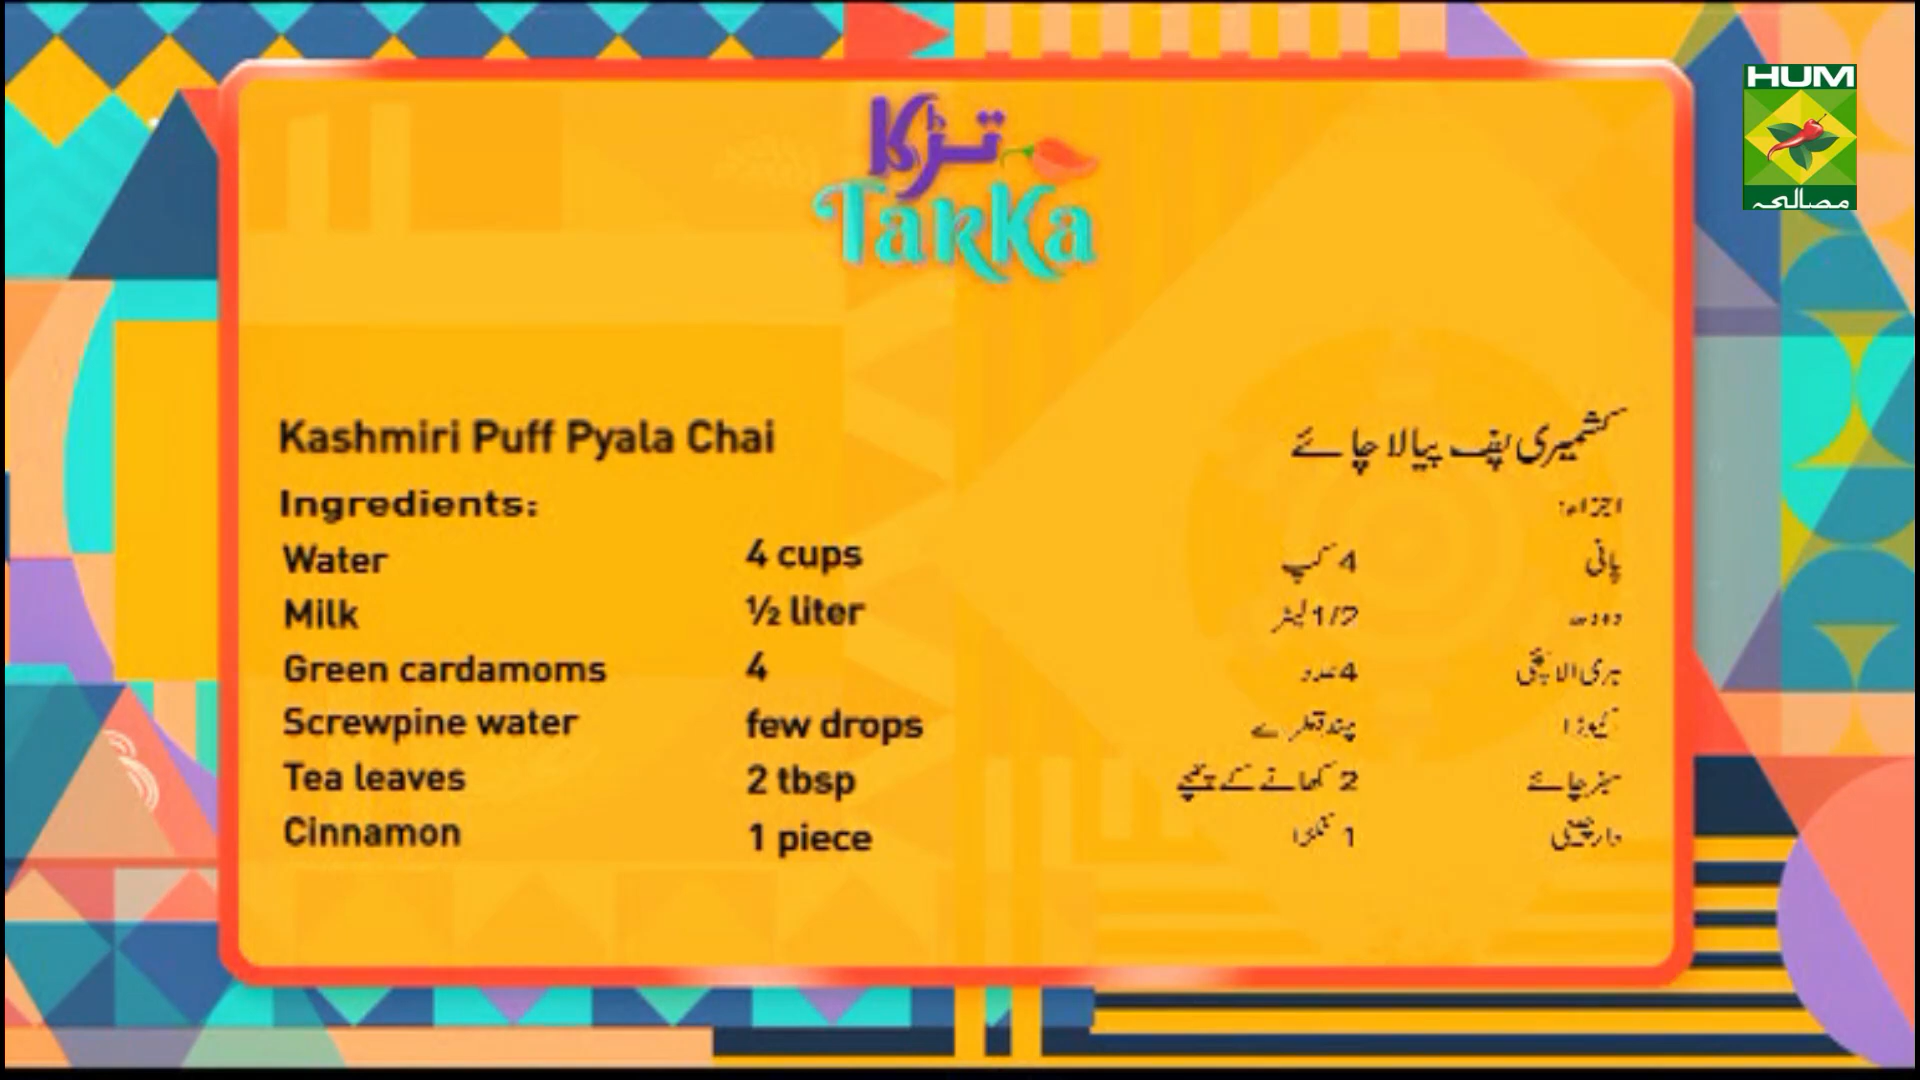 HUM
مصالحہ
تڑکا
Tarka
Kashmiri Puff Pyala Chai
کشمیری پف پیالا چائے
Ingredients:
اجزاء:
Water 4 cups
پانی 4 کپ
Milk ½ liter
دودھ 1/2 لیٹر
Green cardamoms 4
ہری الائچی 4 عدد
Screwpine water few drops
کیوڑا چند قطرے
Tea leaves 2 tbsp
سبز چائے 2 کھانے کے چمچے
Cinnamon 1 piece
دار چینی 1 ٹکڑا